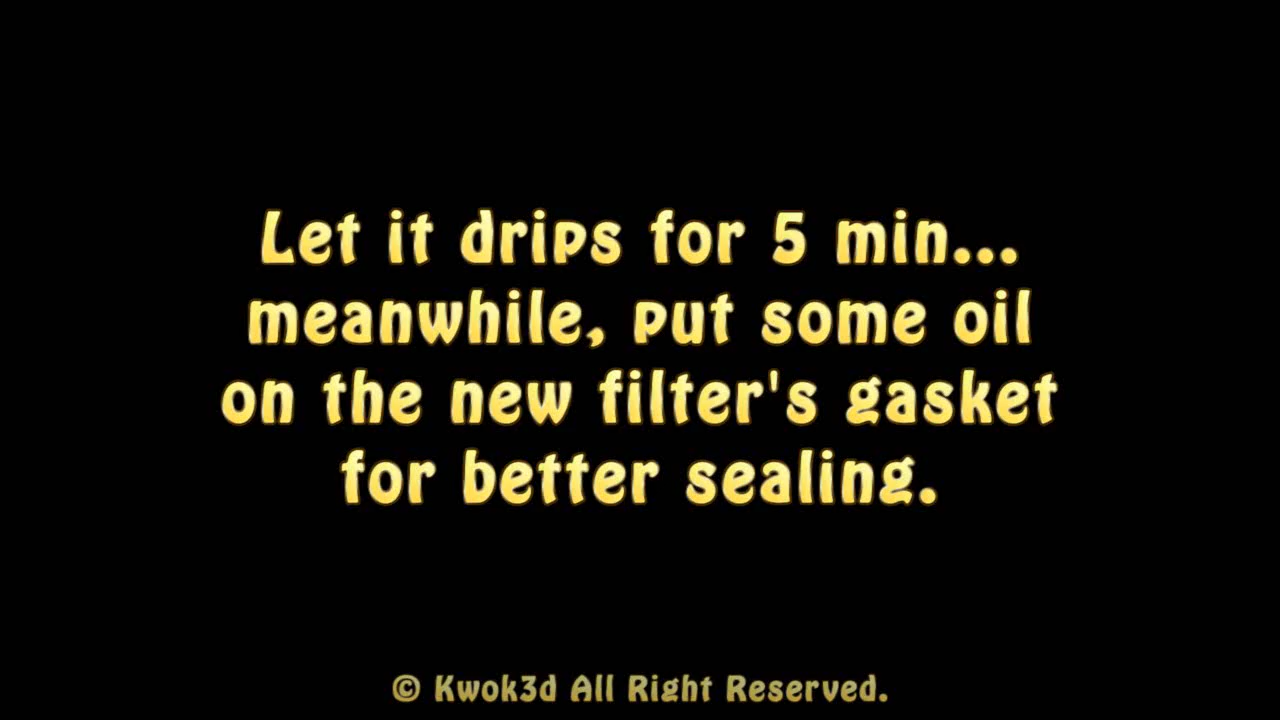 Let it drips for 5 min...
meanwhile, put some oil
on the new filter's gasket
for better sealing.
© Kwok3d All Right Reserved.